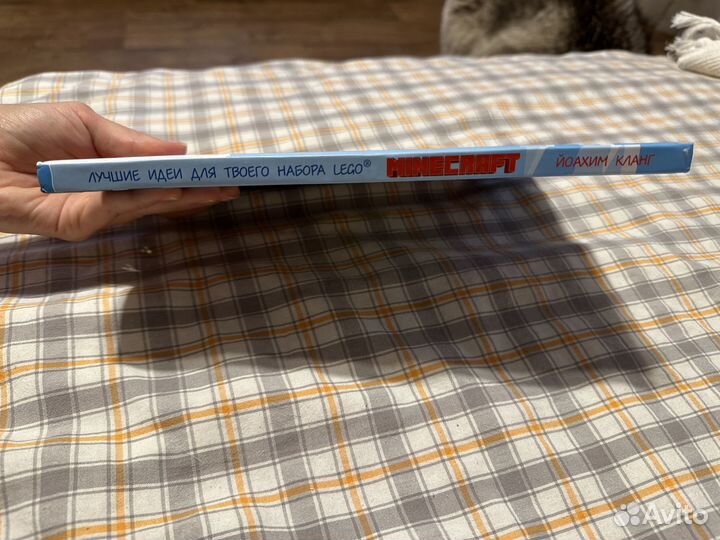 ЛУЧШИЕ ИДЕИ ДЛЯ ТВОЕГО НАБОРА LEGO® MINECRAFT ЙОАХИМ КЛАНГ
Avito